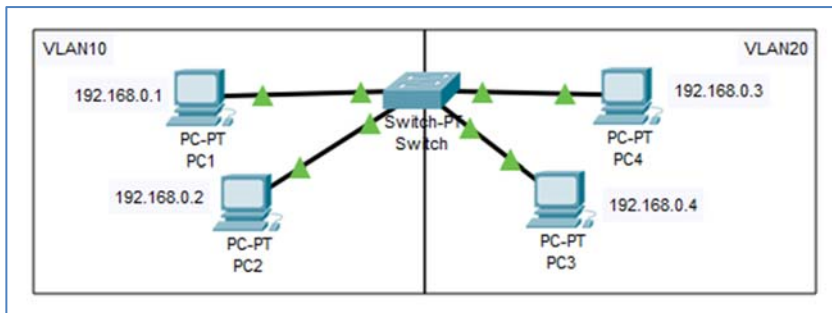 VLAN10
VLAN20
192.168.0.1
PC-PT
PC1
192.168.0.2
PC-PT
PC2
Switch-PT
Switch
192.168.0.3
PC-PT
PC4
192.168.0.4
PC-PT
PC3